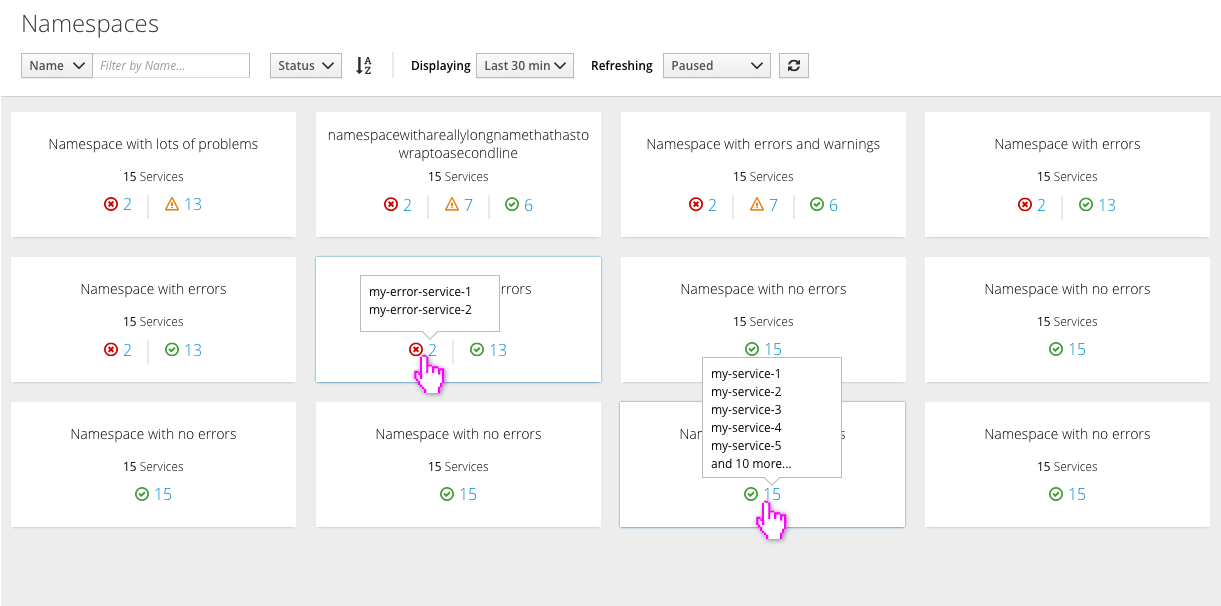 Namespaces
Name Filter by Name... Status A Z Displaying Last 30 min Refreshing Paused
Namespace with lots of problems
15 Services
2 13
namespacewithareallylongnamethathasto
wraptoasecondline
15 Services
2 7 6
Namespace with errors and warnings
15 Services
2 7 6
Namespace with errors
15 Services
2 13
Namespace with errors
15 Services
2 13
rrors
my-error-service-1
my-error-service-2
2 13
Namespace with no errors
15 Services
15
Namespace with no errors
15 Services
15
Namespace with no errors
15 Services
15
Namespace with no errors
15 Services
15
Na s
my-service-1
my-service-2
my-service-3
my-service-4
my-service-5
and 10 more...
15
Namespace with no errors
15 Services
15